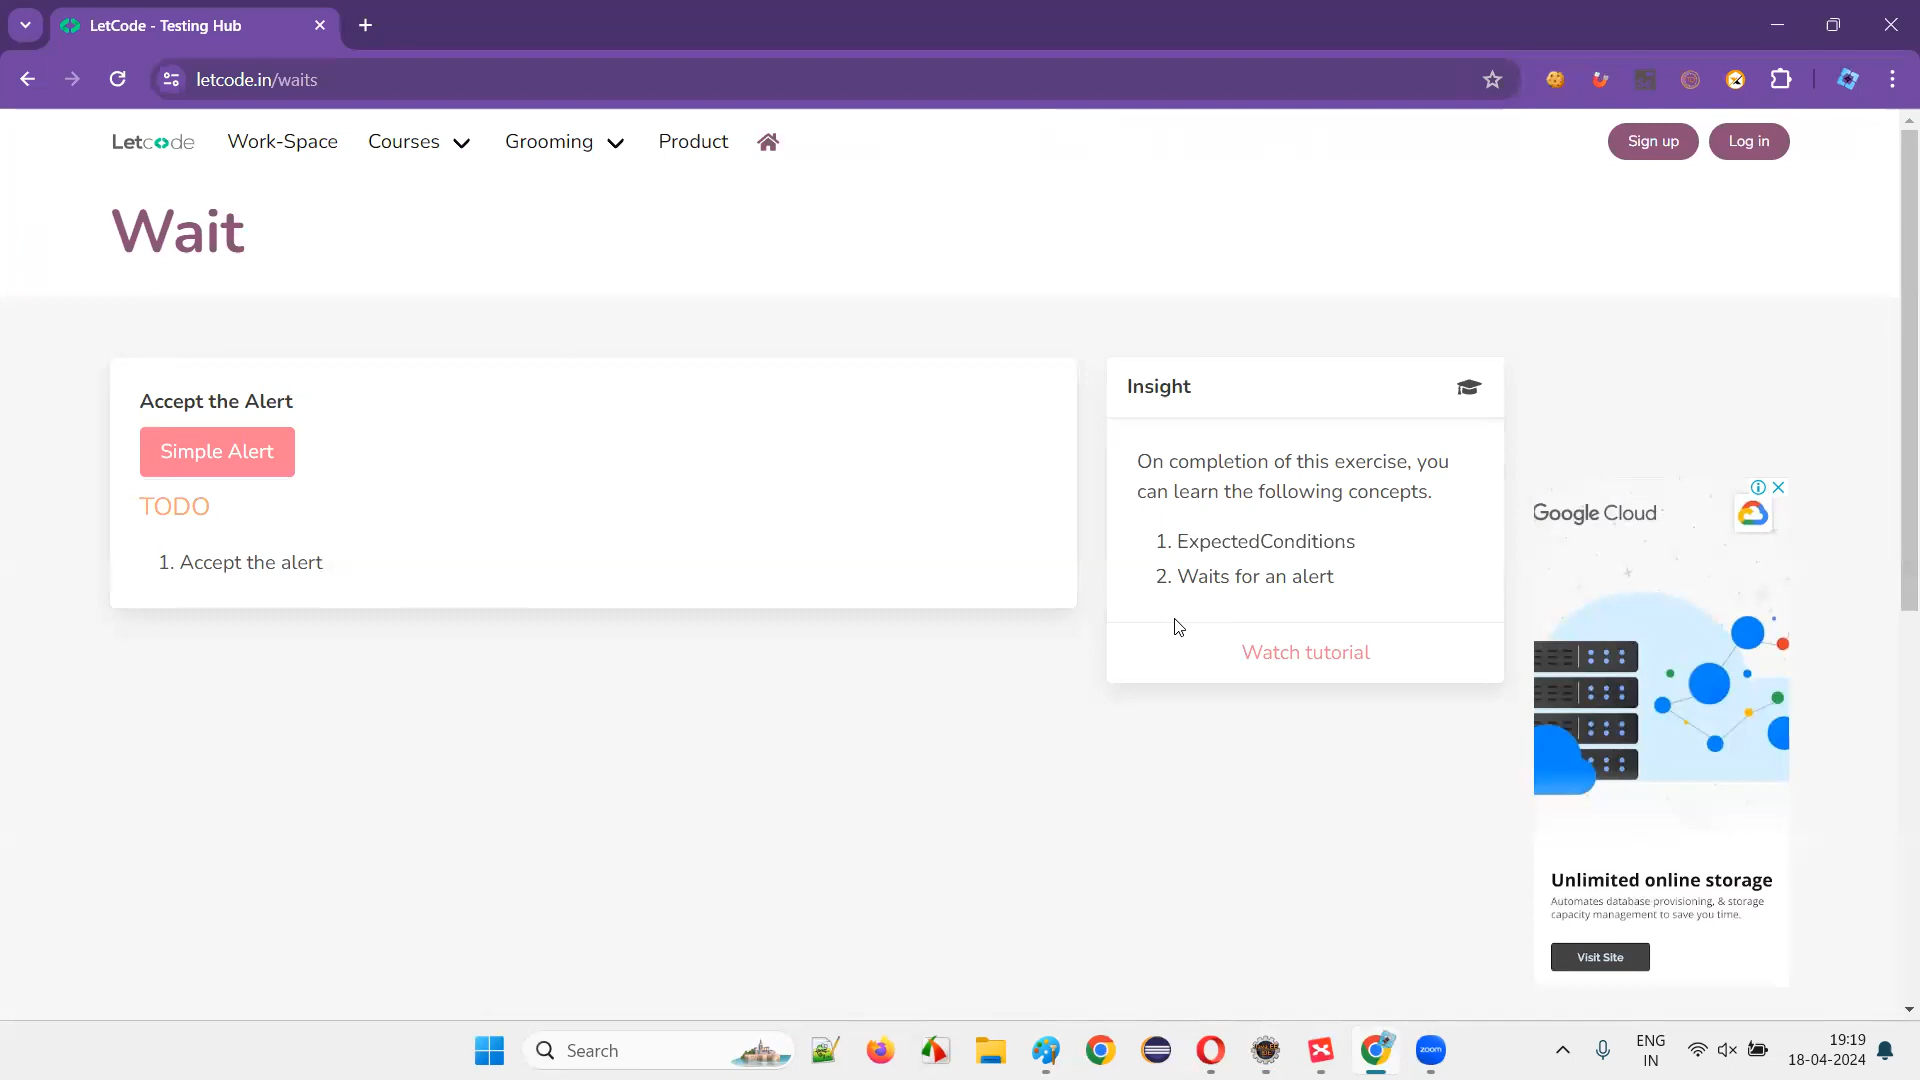 LetCode - Testing Hub
letcode.in/waits
Letcode
Work-Space
Courses
Grooming
Product
Sign up
Log in
Wait
Accept the Alert
Simple Alert
TODO
1. Accept the alert
Insight
On completion of this exercise, you
can learn the following concepts.
1. ExpectedConditions
2. Waits for an alert
Watch tutorial
Google Cloud
Unlimited online storage
Automates database provisioning, & storage
capacity management to save you time.
Visit Site
Search
zoom
ENG
IN
19:19
18-04-2024